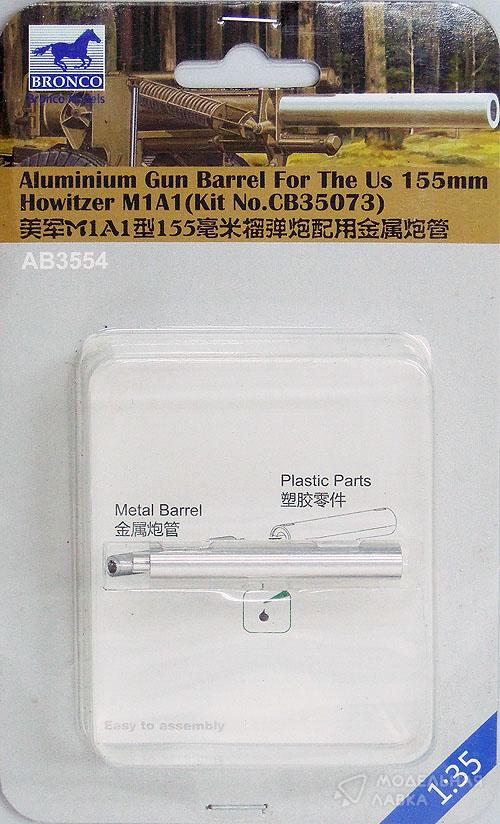 BRONCO
Bronco Models
Aluminium Gun Barrel For The Us 155mm
Howitzer M1A1(Kit No.CB35073)
美军M1A1型155毫米榴弹炮配用金属炮管
AB3554
Plastic Parts
塑胶零件
Metal Barrel
金属炮管
Easy to assembly
1:35
МОДЕЛЬНАЯ
ЛАВКА